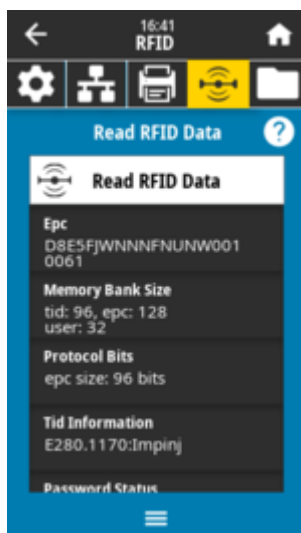 16:41
RFID
Read RFID Data
?
Read RFID Data
Epc
D8E5FJWNNNFNUNW001
0061
Memory Bank Size
tid: 96, epc: 128
user: 32
Protocol Bits
epc size: 96 bits
Tid Information
E280.1170:Impinj
Password Status